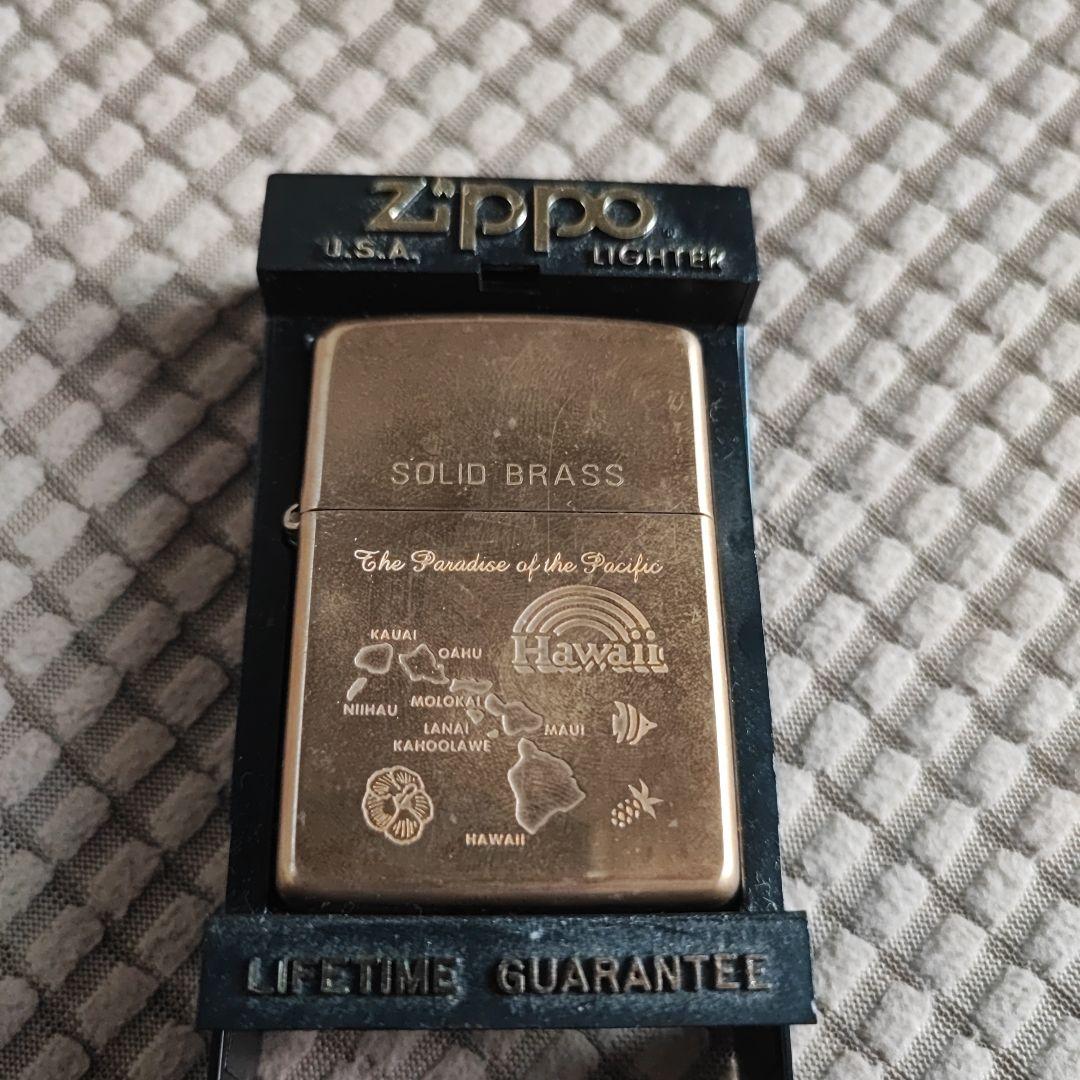 Zippo
U.S.A. LIGHTER
SOLID BRASS
The Paradise of the Pacific
Hawaii
KAUAI
OAHU
NIIHAU
MOLOKAI
LANAI
MAUI
KAHOOLAWE
HAWAII
LIFETIME GUARANTEE